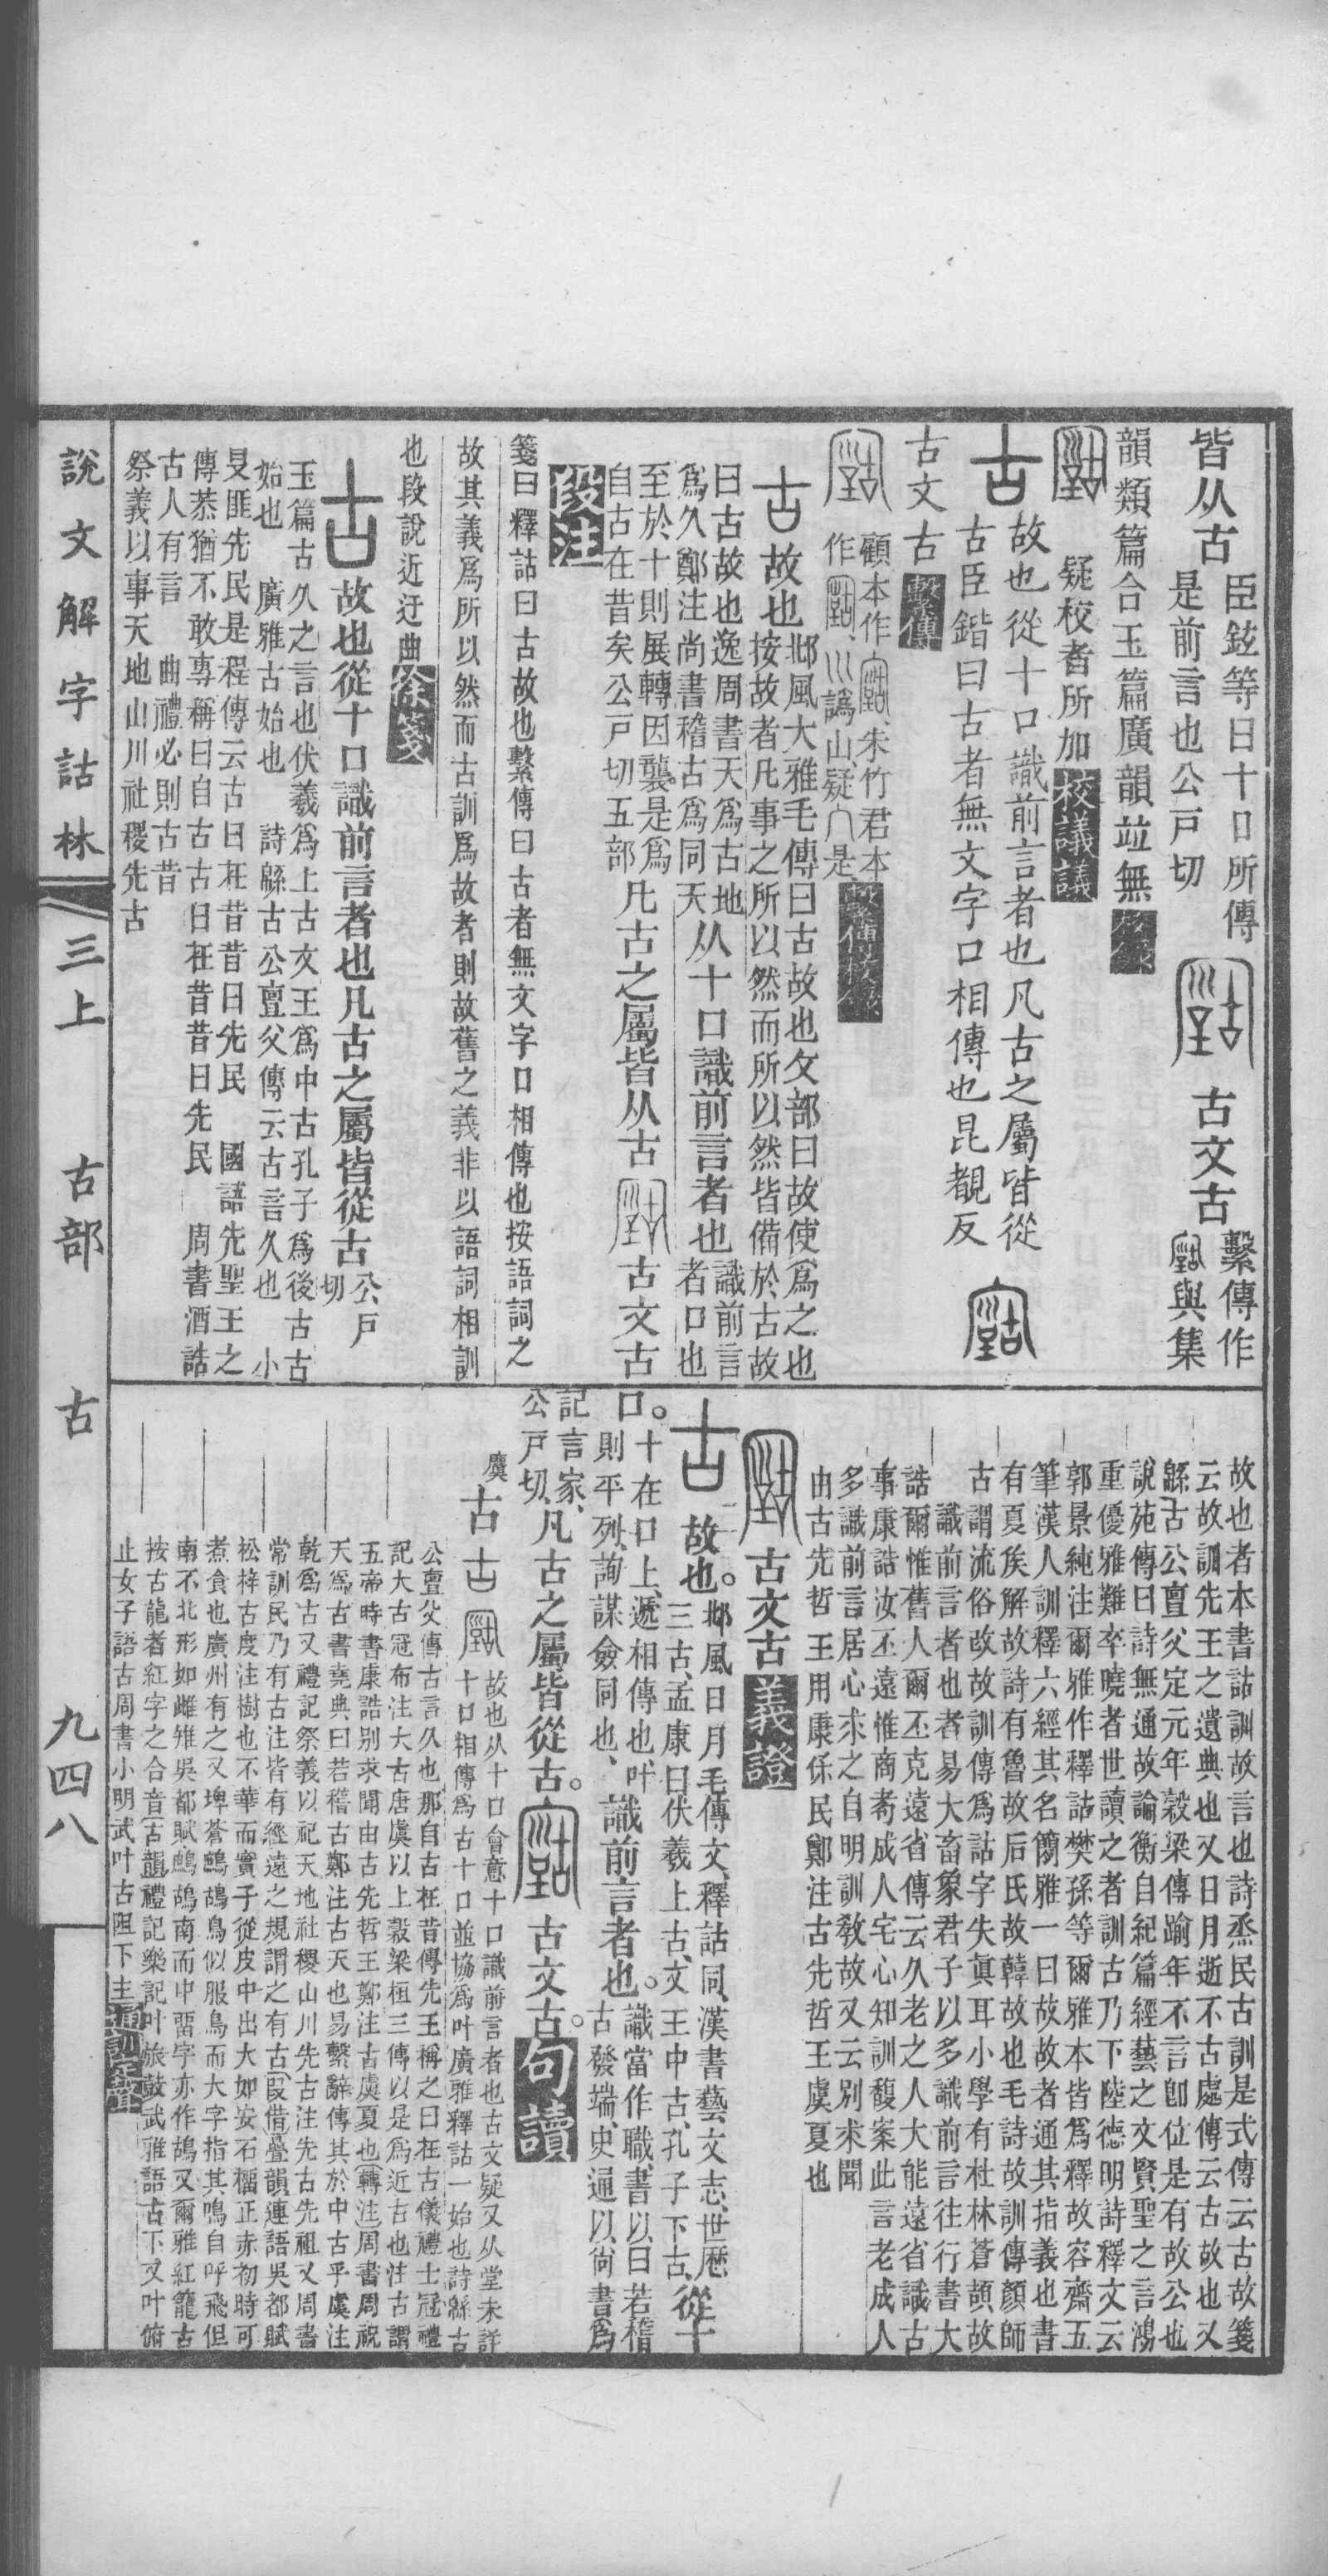 皆从古
臣鉉等曰十口所傳
是前言也公戸切
古文古
繫傳作
與集
韻類篇合玉篇廣韻竝無校錄
疑校者所加校議議
古
故也從十口識前言者也凡古之屬皆從
古臣鍇曰古者無文字口相傳也昆覩反
古文古繫傳
顧本作
朱竹君本
作
巛譌山疑冂是
繫傳校錄
古故也
邶風大雅毛傳曰古故也攵部曰故使爲之也
按故者凡事之所以然而所以然皆備於古故
曰古故也逸周書天爲古地
爲久鄭注尚書稽古爲同天
从十口識前言者也
識前言
者口也
至於十則展轉因襲是爲
自古在昔矣公戸切五部
凡古之屬皆从古
古文古
段注
箋曰釋詁曰古故也繫傳曰古者無文字口相傳也按語詞之
故其義爲所以然而古訓爲故者則故舊之義非以語詞相訓
也段說近迂曲徐箋
古故也從十口識前言者也凡古之屬皆從古
公戸
切
玉篇古久之言也伏羲爲上古文王爲中古孔子爲後古古
始也 廣雅古始也 詩緜古公亶父傳云古言久也 小
旻匪先民是程傳云古曰在昔昔曰先民 國語先聖王之
傳恭猶不敢專稱曰自古古曰在昔昔曰先民 周書酒誥
古人有言 曲禮必則古昔
祭義以事天地山川社稷先古
故也者本書詁訓故言也詩烝民古訓是式傳云古故箋
云故訓先王之遺典也又日月逝不古處傳云古故也又
緜古公亶父定元年穀梁傳踰年不言卽位是有故公也
說苑傳曰詩無通故論衡自紀篇經藝之文賢聖之言鴻
重優雅難卒曉者世讀之者訓古乃下陸德明詩釋文云
郭景純注爾雅作釋詁樊孫等爾雅本皆爲釋故容齋五
筆漢人訓釋六經其名簡雅一曰故故者通其指義也書
有夏矦解故詩有魯故后氏故韓故也毛詩故訓傳顏師
古謂流俗改故訓傳爲詁字失眞耳小學有杜林蒼頡故
識前言者也者易大畜象君子以多識前言往行書大
誥爾惟舊人爾丕克遠省傳云久老之人大能遠省識古
事康誥汝丕遠惟商耇成人宅心知訓馥案此言老成人
多識前言居心求之自明訓敎故又云別求聞
由古先哲王用康保民鄭注古先哲王虞夏也
古文古義證
古故也。
邶風日月毛傳文、釋詁同、漢書藝文志、世歷
三古、孟康曰伏羲上古、文王中古、孔子下古、
從十
口。
十在口上、遞相傳也、叶
則平列、詢謀僉同也、
識前言者也。
識當作職、書以曰若稽
古發端、史通以尙書爲
記言家、
公戸切、
凡古之屬皆從古。
古文古。句讀
古
故也从十口會意十口識前言者也古文疑又从堂未詳
十口相傳爲古十口並協爲叶廣雅釋詁一始也詩緜古
公亶父傳古言久也那自古在昔傳先王稱之曰在古儀禮士冠禮
記大古冠布注大古唐虞以上穀梁桓三傳以是爲近古也注古謂
五帝時書康誥別求聞由古先哲王鄭注古虞夏也轉注周書周祝
天爲古書堯典曰若稽古鄭注古天也易繫辭傳其於中古乎虞注
乾爲古又禮記祭義以祀天地社稷山川先古注先古先祖又周書
常訓民乃有古注皆有經遠之規謂之有古叚借疊韻連語吳都賦
松梓古度注樹也不華而實子從皮中出大如安石榴正赤初時可
煮食也廣州有之又埤蒼鷓鴣鳥似服鳥而大字指其鳴自呼飛但
南不北形如雌雉吳都賦鷓鴣南而中罶字亦作鴣又爾雅紅蘢古
按古龍者紅字之合音古韻禮記樂記叶旅鼓武雅語古下又叶俯
止女子語古周書小明武叶古阻下主通訓定聲
說文解字詁林
三上
古部
古
九四八